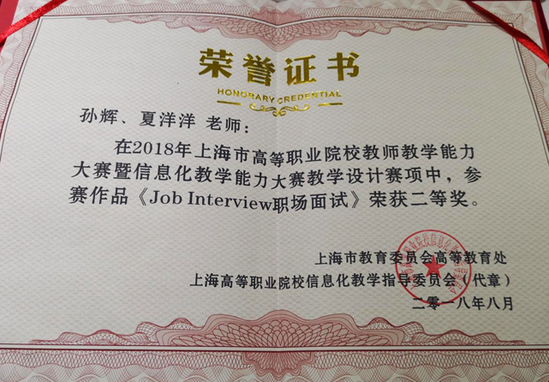 荣誉证书
HONORARY CREDENTIAL
孙辉、夏洋洋 老师：
在2018年上海市高等职业院校教师教学能力
大赛暨信息化教学能力大赛教学设计赛项中，参
赛作品《Job Interview职场面试》荣获二等奖。
上海市教育委员会高等教育处
上海高等职业院校信息化教学指导委员会（代章）
二〇一八年八月